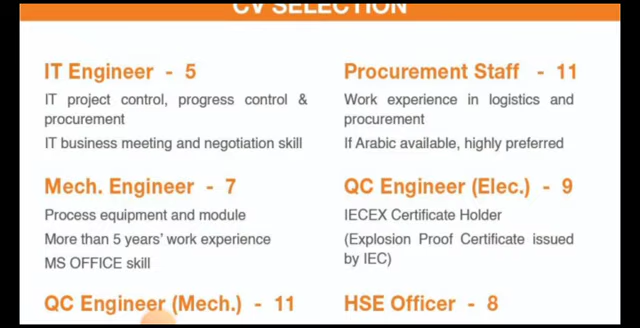 CV SELECTION
IT Engineer - 5
IT project control, progress control &
procurement
IT business meeting and negotiation skill
Procurement Staff - 11
Work experience in logistics and
procurement
If Arabic available, highly preferred
Mech. Engineer - 7
Process equipment and module
More than 5 years' work experience
MS OFFICE skill
QC Engineer (Elec.) - 9
IECEX Certificate Holder
(Explosion Proof Certificate issued
by IEC)
QC Engineer (Mech.) - 11
HSE Officer - 8